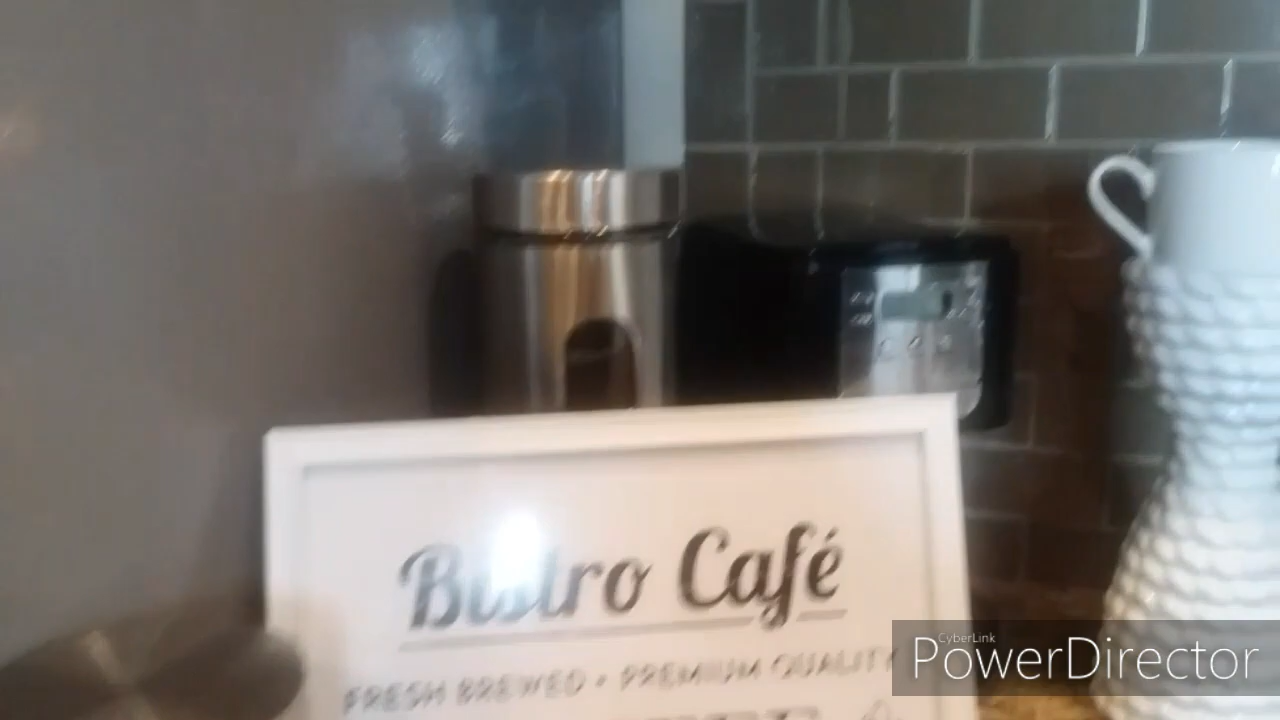 Bistro Café
FRESH BREWED • PREMIUM QUALITY
CyberLink
PowerDirector